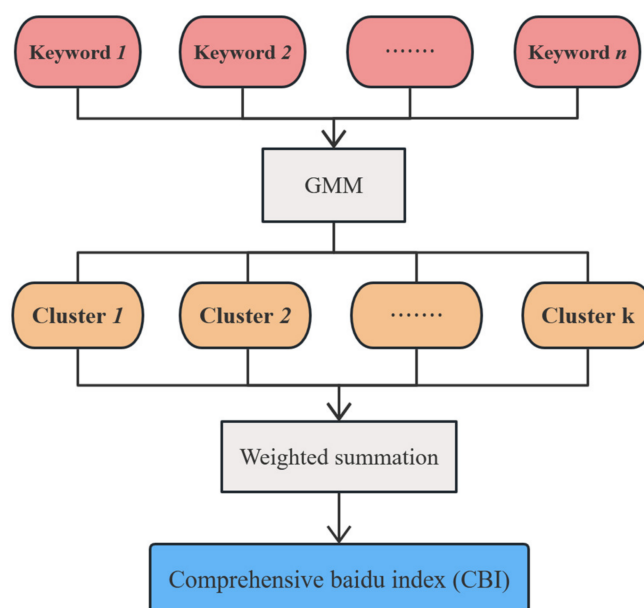 Keyword 1
Keyword 2
.......
Keyword n
GMM
Cluster 1
Cluster 2
.......
Cluster k
Weighted summation
Comprehensive baidu index (CBI)